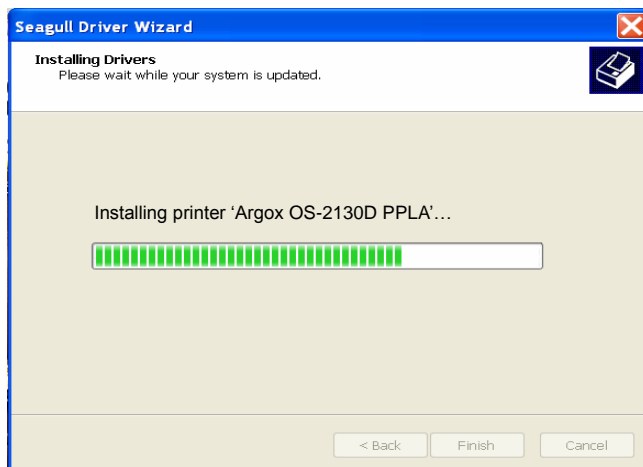 Seagull Driver Wizard
Installing Drivers
Please wait while your system is updated.
Installing printer ‘Argox OS-2130D PPLA’…
< Back
Finish
Cancel